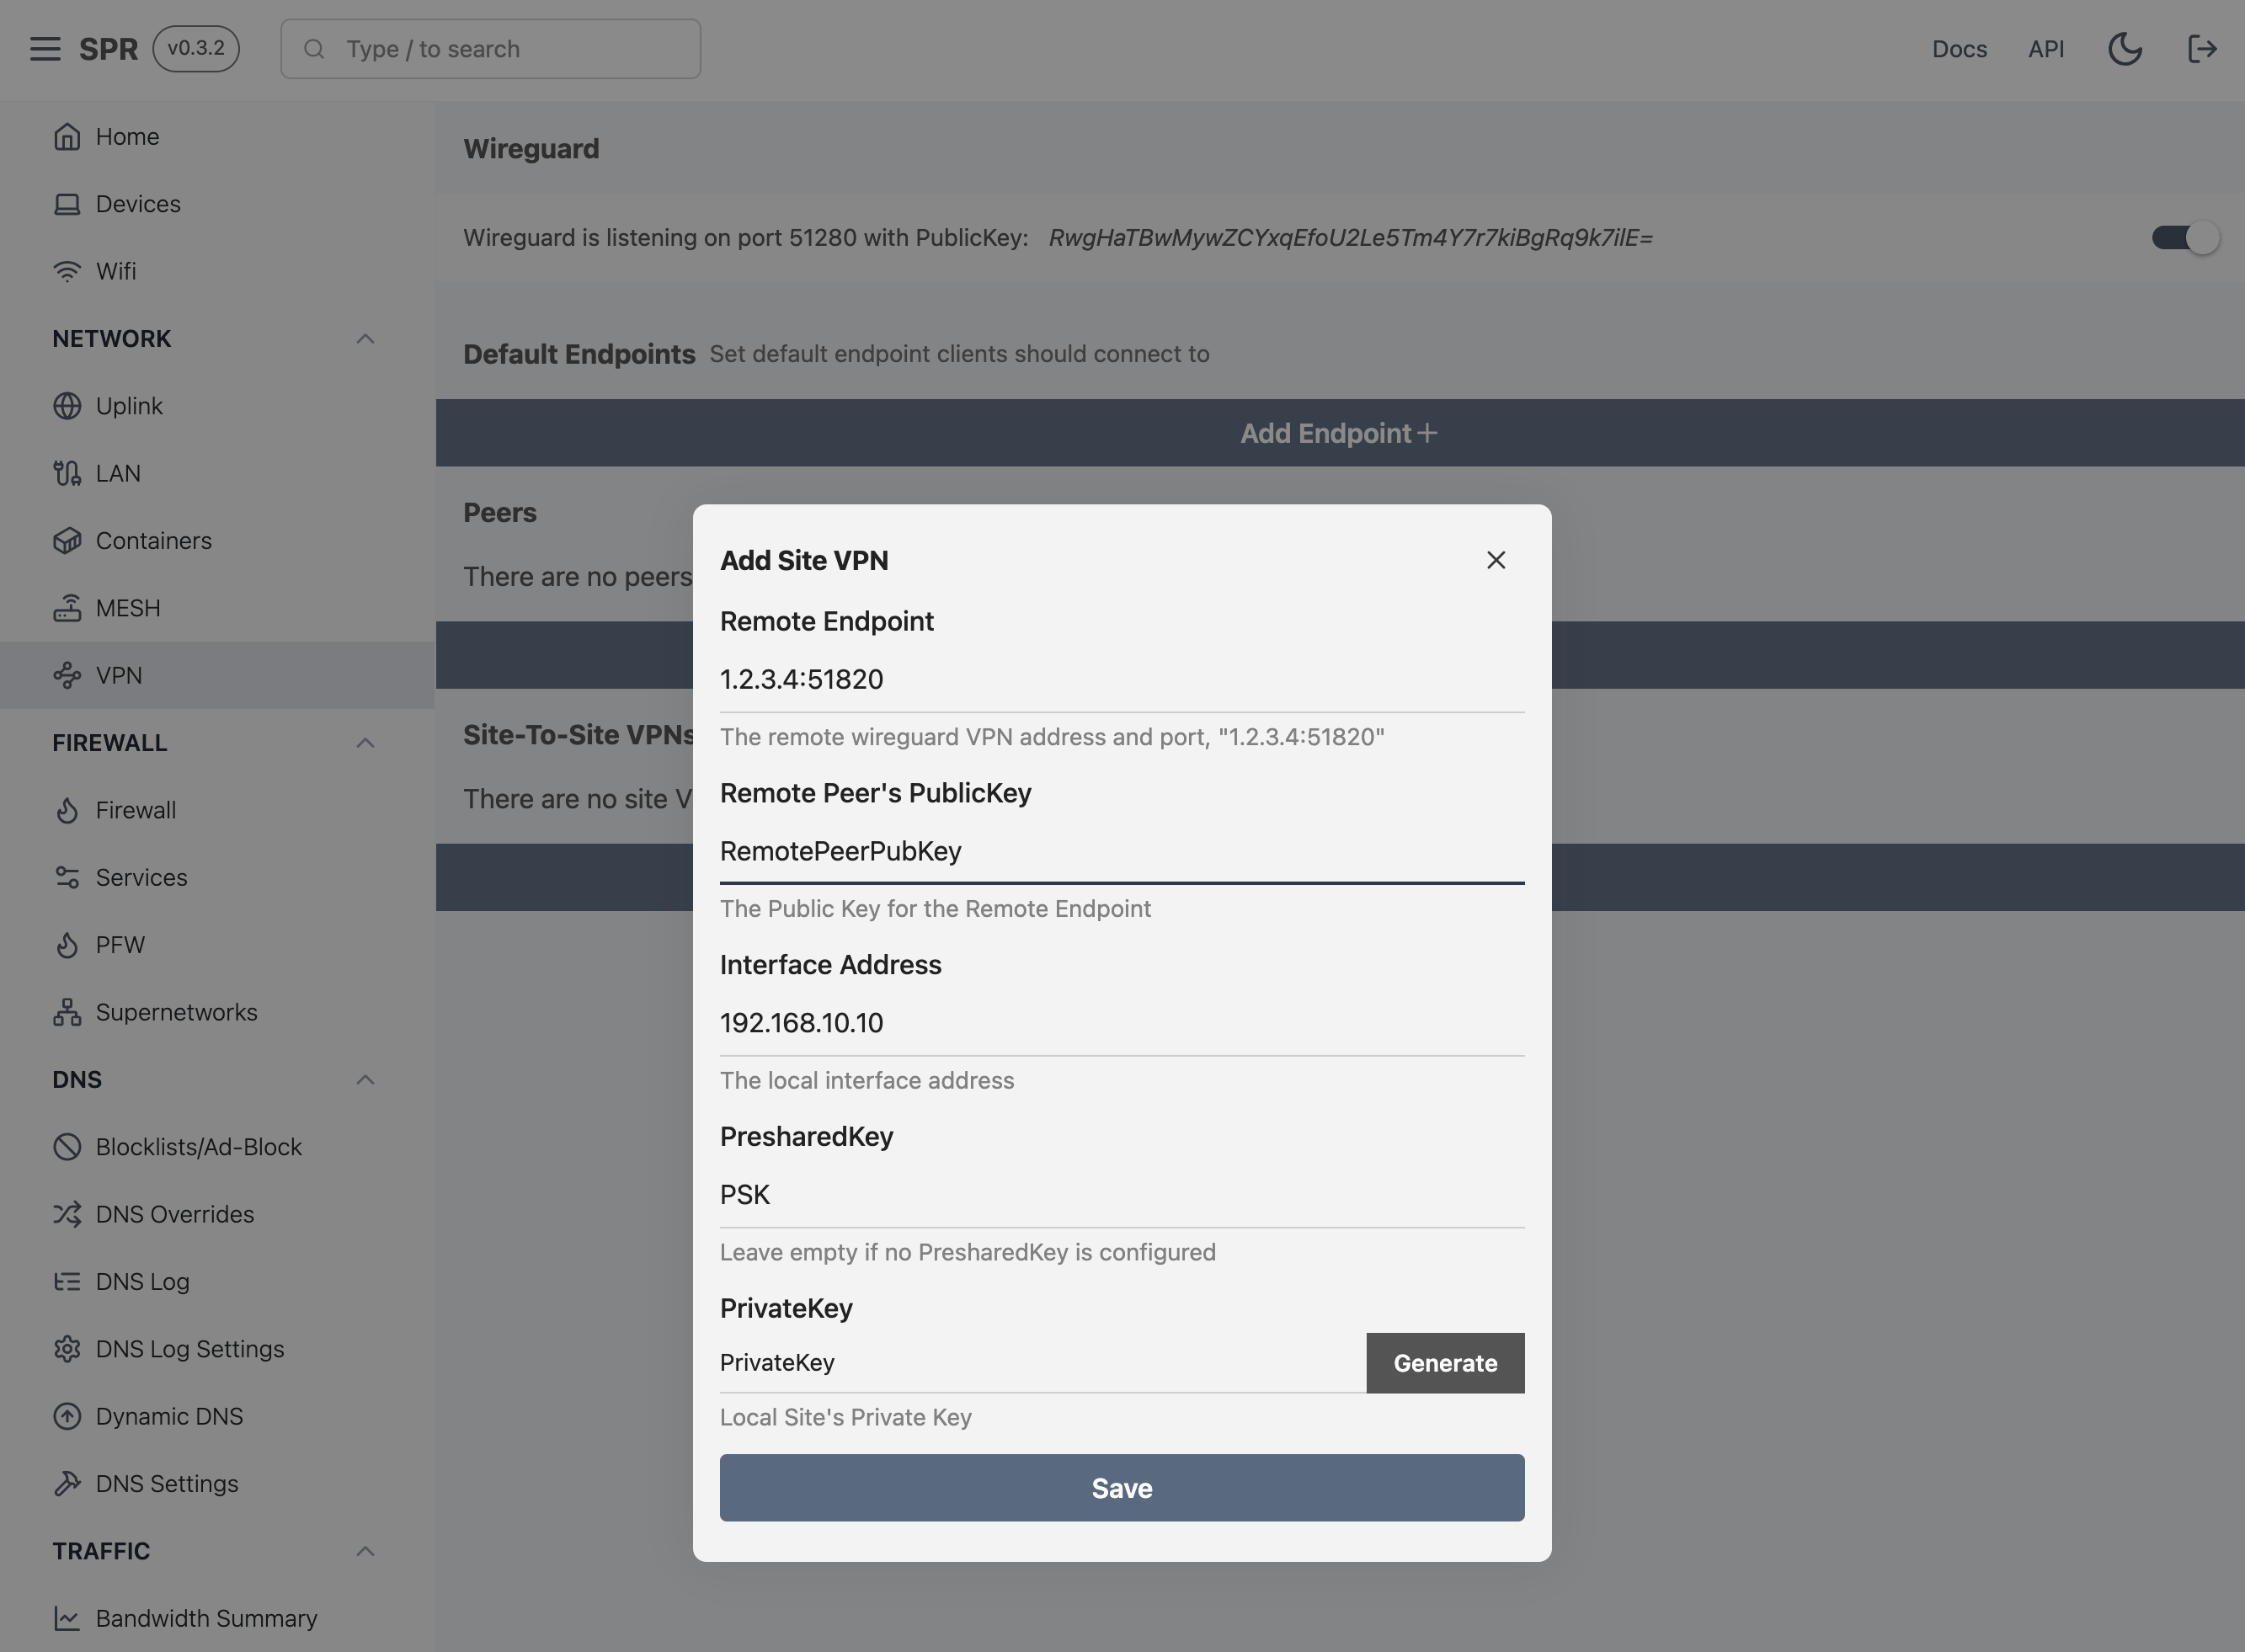 SPR v0.3.2 Type / to search Docs API
Home
Devices
Wifi
NETWORK
Uplink
LAN
Containers
MESH
VPN
FIREWALL
Firewall
Services
PFW
Supernetworks
DNS
Blocklists/Ad-Block
DNS Overrides
DNS Log
DNS Log Settings
Dynamic DNS
DNS Settings
TRAFFIC
Bandwidth Summary
Wireguard
Wireguard is listening on port 51280 with PublicKey: RwgHaTBwMywZCYxqEfoU2Le5Tm4Y7r7kiBgRq9k7ilE=
Default Endpoints Set default endpoint clients should connect to
Add Endpoint
Peers
There are no peers
Site-To-Site VPNs
There are no site V
Add Site VPN
Remote Endpoint
1.2.3.4:51820
The remote wireguard VPN address and port, "1.2.3.4:51820"
Remote Peer's PublicKey
RemotePeerPubKey
The Public Key for the Remote Endpoint
Interface Address
192.168.10.10
The local interface address
PresharedKey
PSK
Leave empty if no PresharedKey is configured
PrivateKey
PrivateKey Generate
Local Site's Private Key
Save